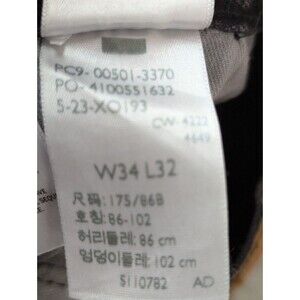 PC9- 00501-3370
PO- 4100551632
5-23-XO193
CW- 4222
4649
W34 L32
尺码: 175/86B
호칭: 86-102
허리둘레: 86 cm
엉덩이둘레: 102 cm
5110782 AD